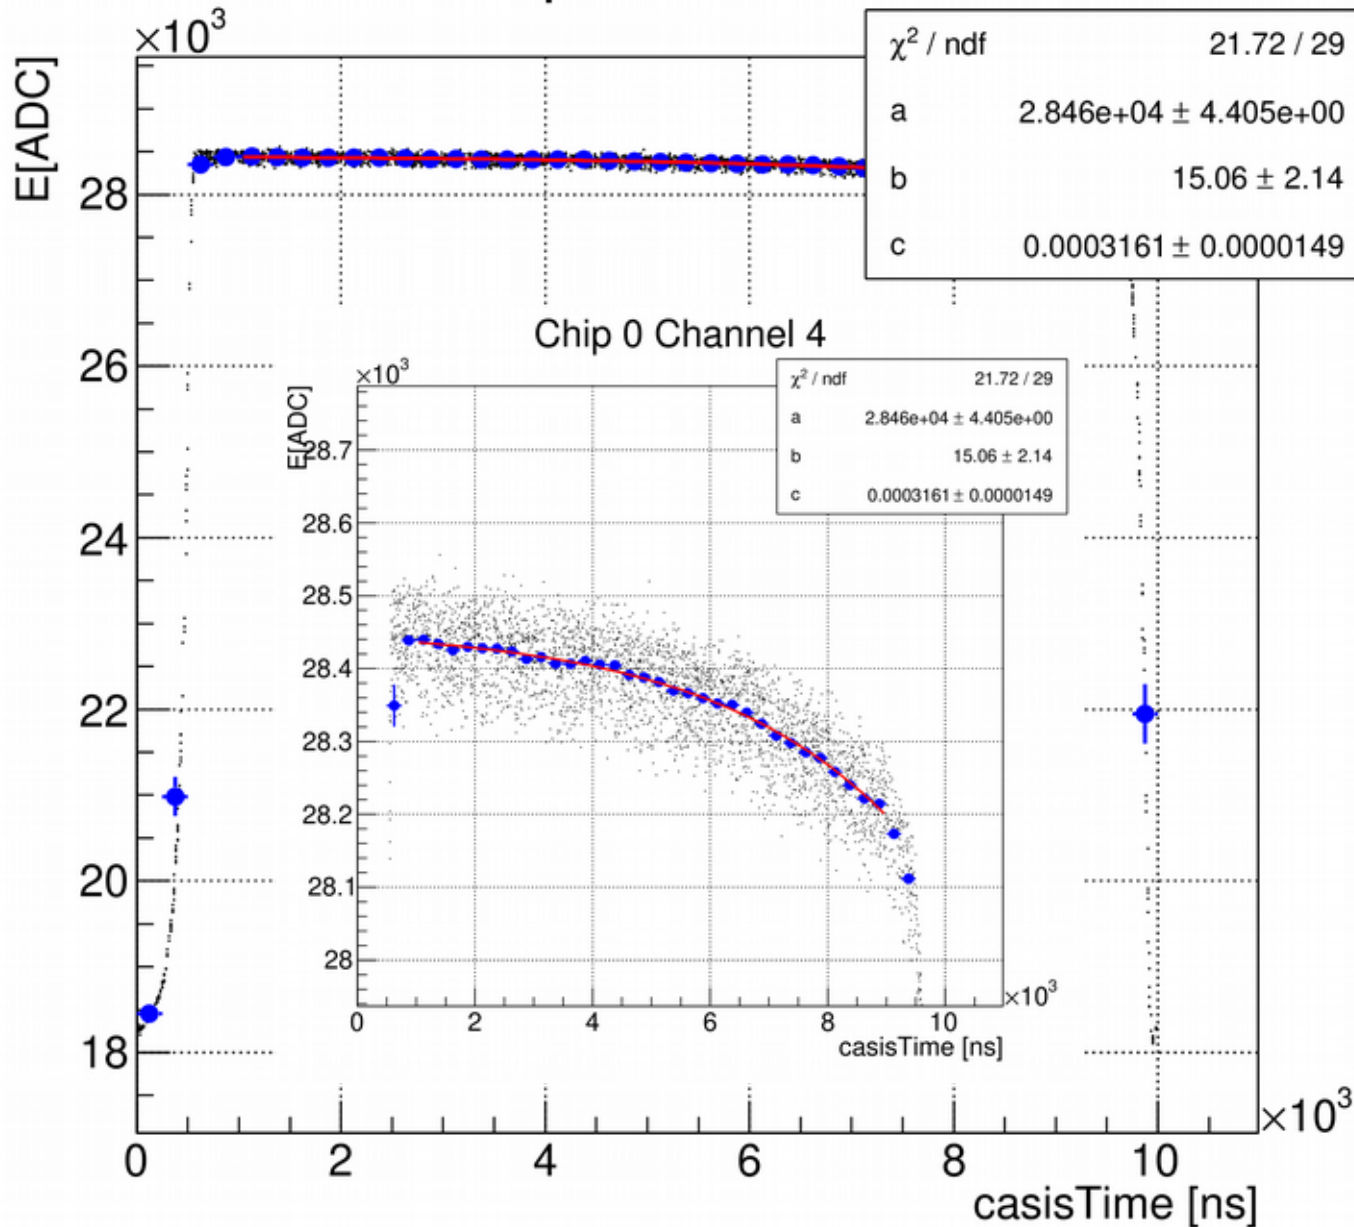 ×10³
E[ADC]
χ² / ndf 21.72 / 29
a 2.846e+04 ± 4.405e+00
b 15.06 ± 2.14
c 0.0003161 ± 0.0000149
28
26
24
22
20
18
Chip 0 Channel 4
×10³
E[ADC]
χ² / ndf 21.72 / 29
a 2.846e+04 ± 4.405e+00
b 15.06 ± 2.14
c 0.0003161 ± 0.0000149
28.7
28.6
28.5
28.4
28.3
28.2
28.1
28
×10³
0 2 4 6 8 10
casisTime [ns]
×10³
0 2 4 6 8 10
casisTime [ns]